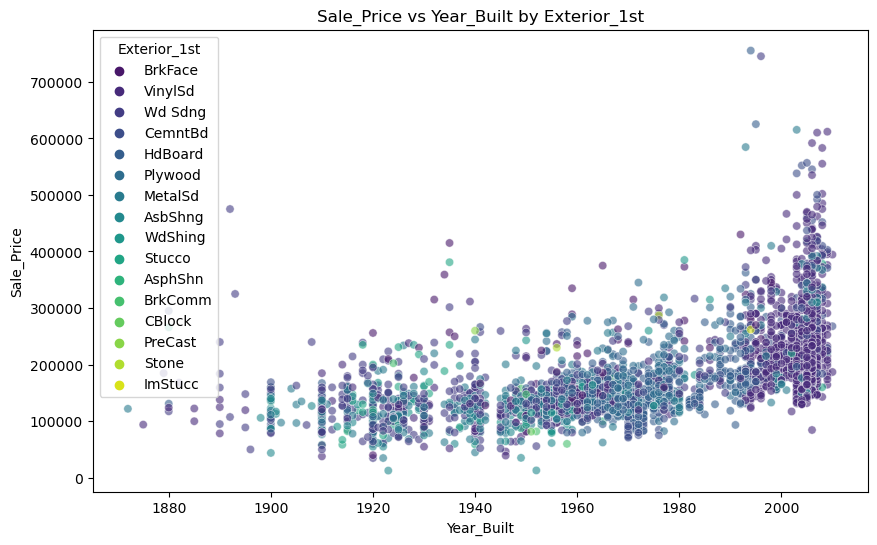 Sale_Price vs Year_Built by Exterior_1st
Exterior_1st
BrkFace
VinylSd
Wd Sdng
CemntBd
HdBoard
Plywood
MetalSd
AsbShng
WdShing
Stucco
AsphShn
BrkComm
CBlock
PreCast
Stone
ImStucc
Sale_Price
700000
600000
500000
400000
300000
200000
100000
0
1880 1900 1920 1940 1960 1980 2000
Year_Built